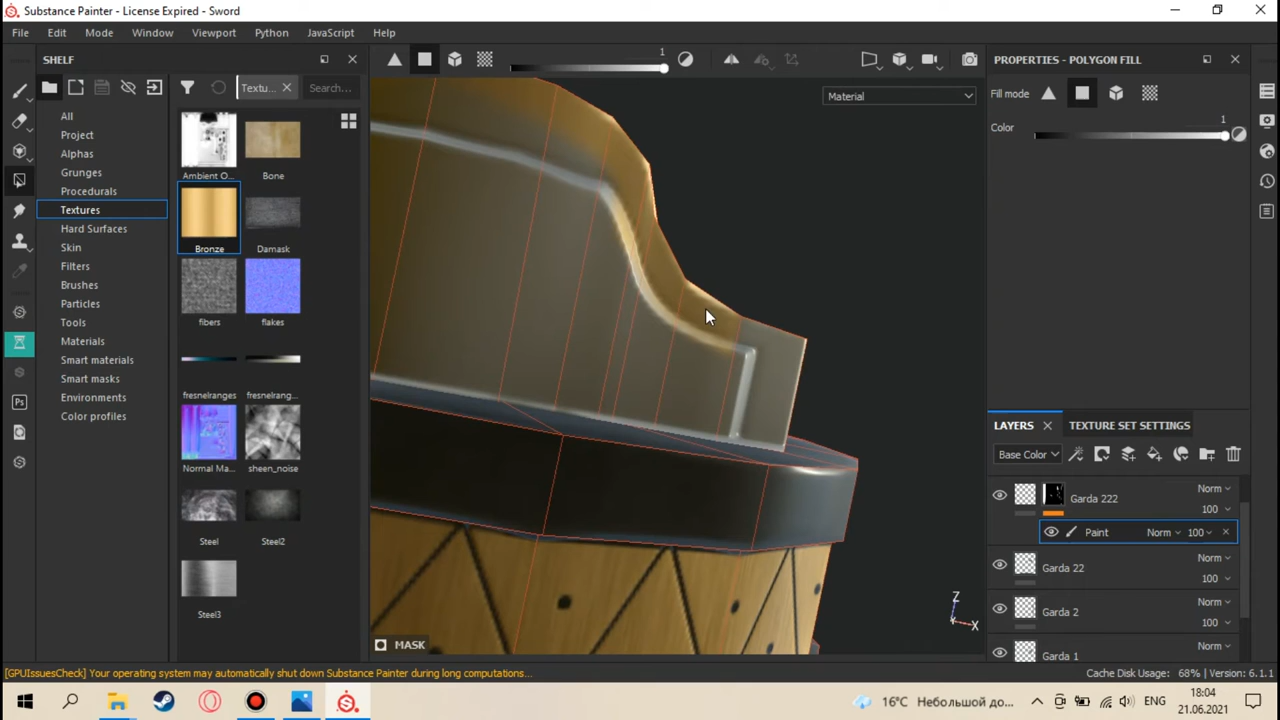 Substance Painter - License Expired - Sword
File Edit Mode Window Viewport Python JavaScript Help
SHELF
Textu...
Search...
All
Project
Alphas
Grunges
Procedurals
Textures
Hard Surfaces
Skin
Filters
Brushes
Particles
Tools
Materials
Smart materials
Smart masks
Environments
Color profiles
Ambient O...
Bone
Bronze
Damask
fibers
flakes
fresnelranges
fresnelrang...
Normal Ma...
sheen_noise
Steel
Steel2
Steel3
1
Material
MASK
Z
Y
X
PROPERTIES - POLYGON FILL
Fill mode
Color
1
LAYERS
TEXTURE SET SETTINGS
Base Color
Garda 222
Norm
100
Paint Norm 100
Garda 22
Norm
100
Garda 2
Norm
100
Garda 1
Norm
100
[GPUIssuesCheck] Your operating system may automatically shut down Substance Painter during long computations...
Cache Disk Usage: 68% | Version: 6.1.1
Ps
16°C Небольшой до...
ENG
18:04
21.06.2021